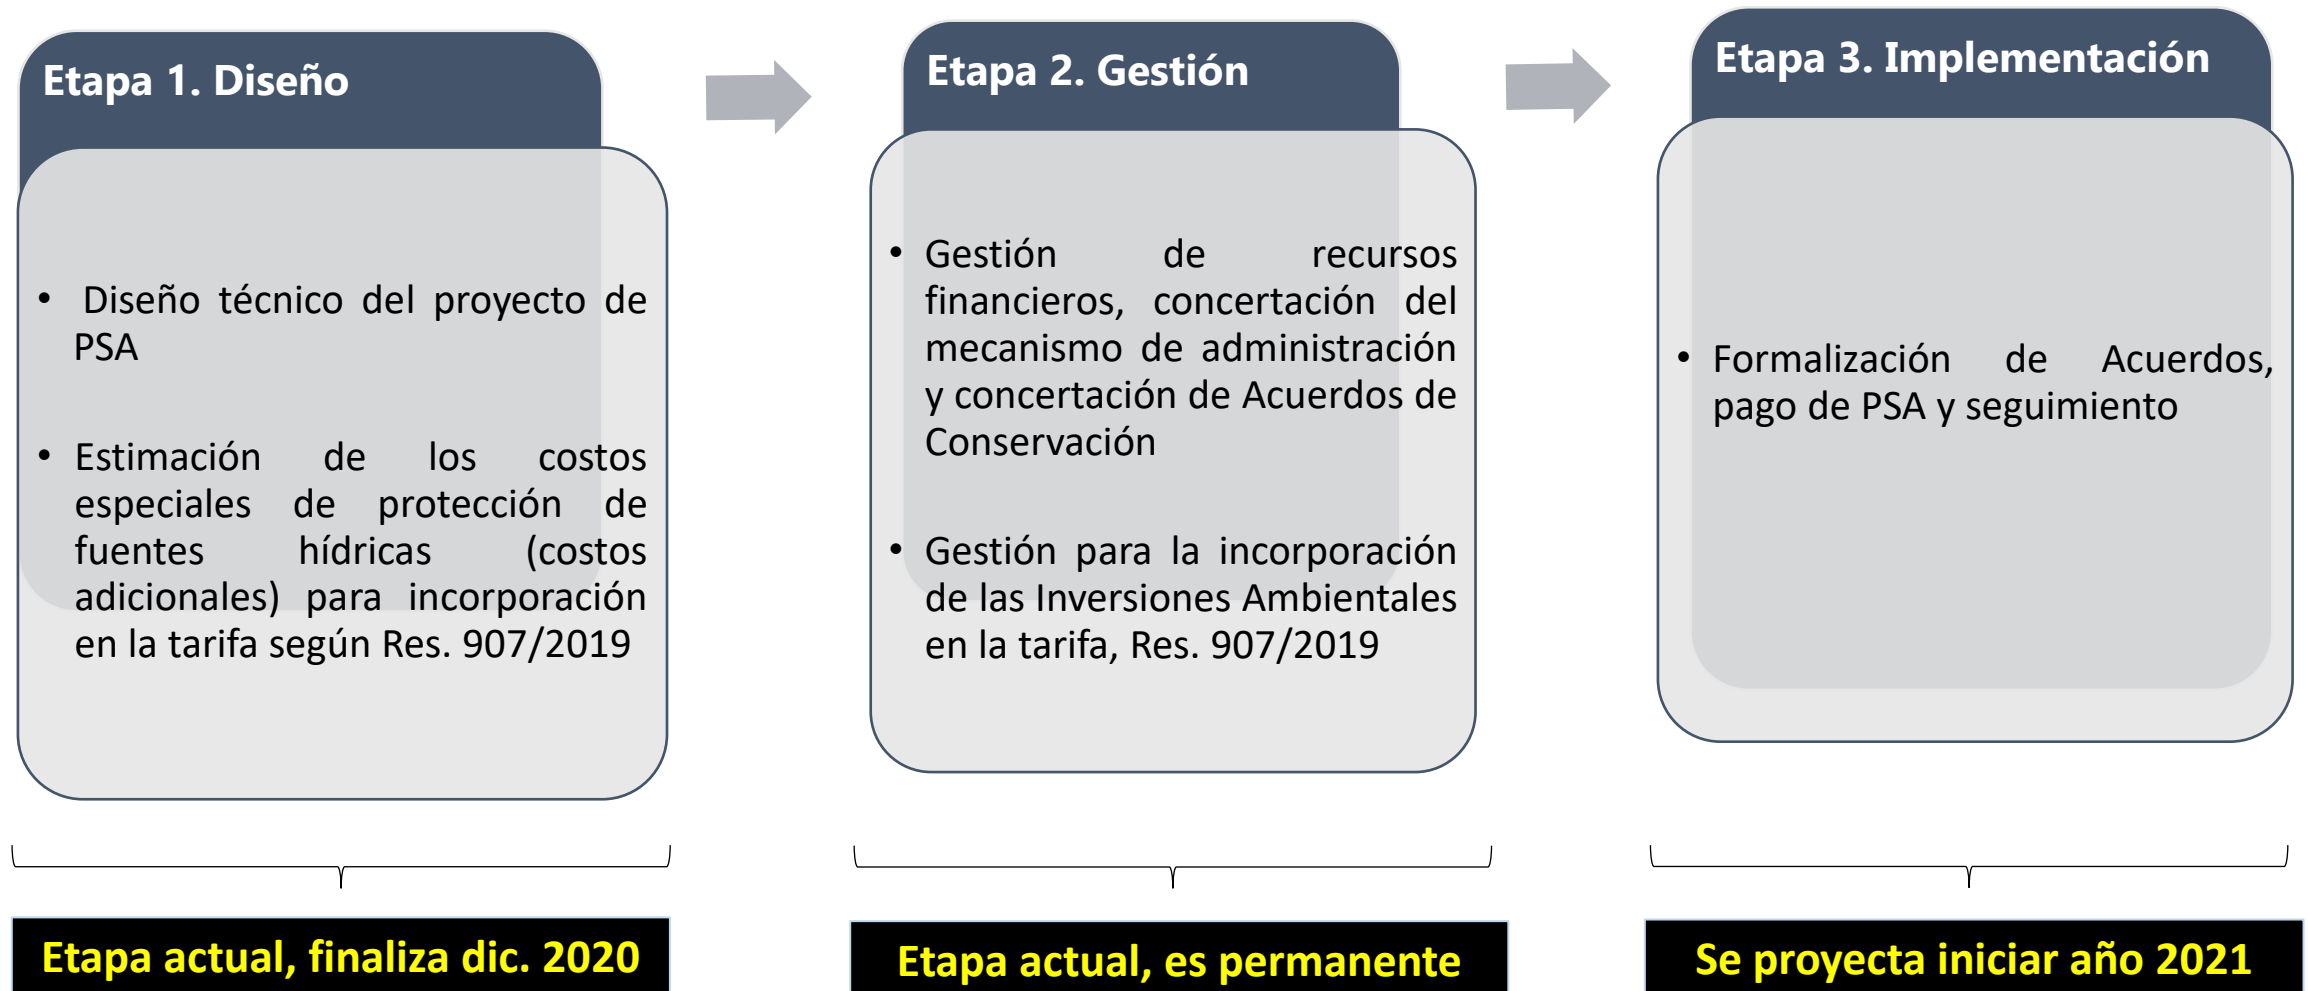 Etapa 1. Diseño
• Diseño técnico del proyecto de
PSA
• Estimación de los costos
especiales de protección de
fuentes hídricas (costos
adicionales) para incorporación
en la tarifa según Res. 907/2019
Etapa actual, finaliza dic. 2020
Etapa 2. Gestión
• Gestión de recursos
financieros, concertación del
mecanismo de administración
y concertación de Acuerdos de
Conservación
• Gestión para la incorporación
de las Inversiones Ambientales
en la tarifa, Res. 907/2019
Etapa actual, es permanente
Etapa 3. Implementación
• Formalización de Acuerdos,
pago de PSA y seguimiento
Se proyecta iniciar año 2021